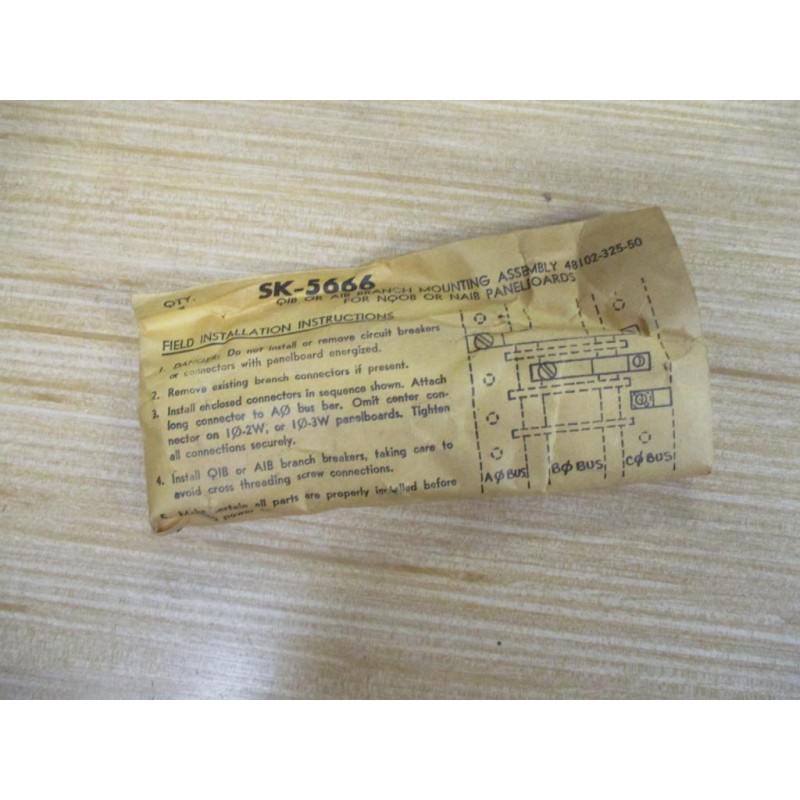 QTY.
SK-5666
QIB OR AIB BRANCH MOUNTING ASSEMBLY 48102-325-50
FOR NQOB OR NAIB PANELBOARDS
FIELD INSTALLATION INSTRUCTIONS
1. DANGER: Do not install or remove circuit breakers
or connectors with panelboard energized.
2. Remove existing branch connectors if present.
3. Install enclosed connectors in sequence shown. Attach
long connector to AØ bus bar. Omit center con-
nector on 1Ø-2W, or 1Ø-3W panelboards. Tighten
all connections securely.
4. Install QIB or AIB branch breakers, taking care to
avoid cross threading screw connections.
5. Make certain all parts are properly installed before
power
AØ BUS
BØ BUS
CØ BUS